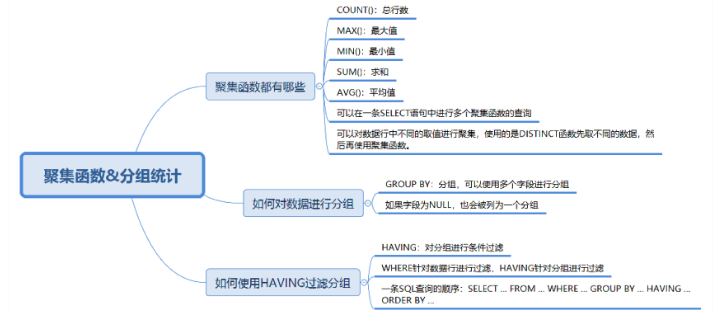 聚集函数&分组统计
聚集函数都有哪些
COUNT()：总行数
MAX()：最大值
MIN()：最小值
SUM()：求和
AVG()：平均值
可以在一条SELECT语句中进行多个聚集函数的查询
可以对数据行中不同的取值进行聚集，使用的是DISTINCT函数先取不同的数据，然
后再使用聚集函数。
如何对数据进行分组
GROUP BY：分组，可以使用多个字段进行分组
如果字段为NULL，也会被列为一个分组
如何使用HAVING过滤分组
HAVING：对分组进行条件过滤
WHERE针对数据行进行过滤、HAVING针对分组进行过滤
一条SQL查询的顺序：SELECT ... FROM ... WHERE ... GROUP BY ... HAVING ...
ORDER BY ...